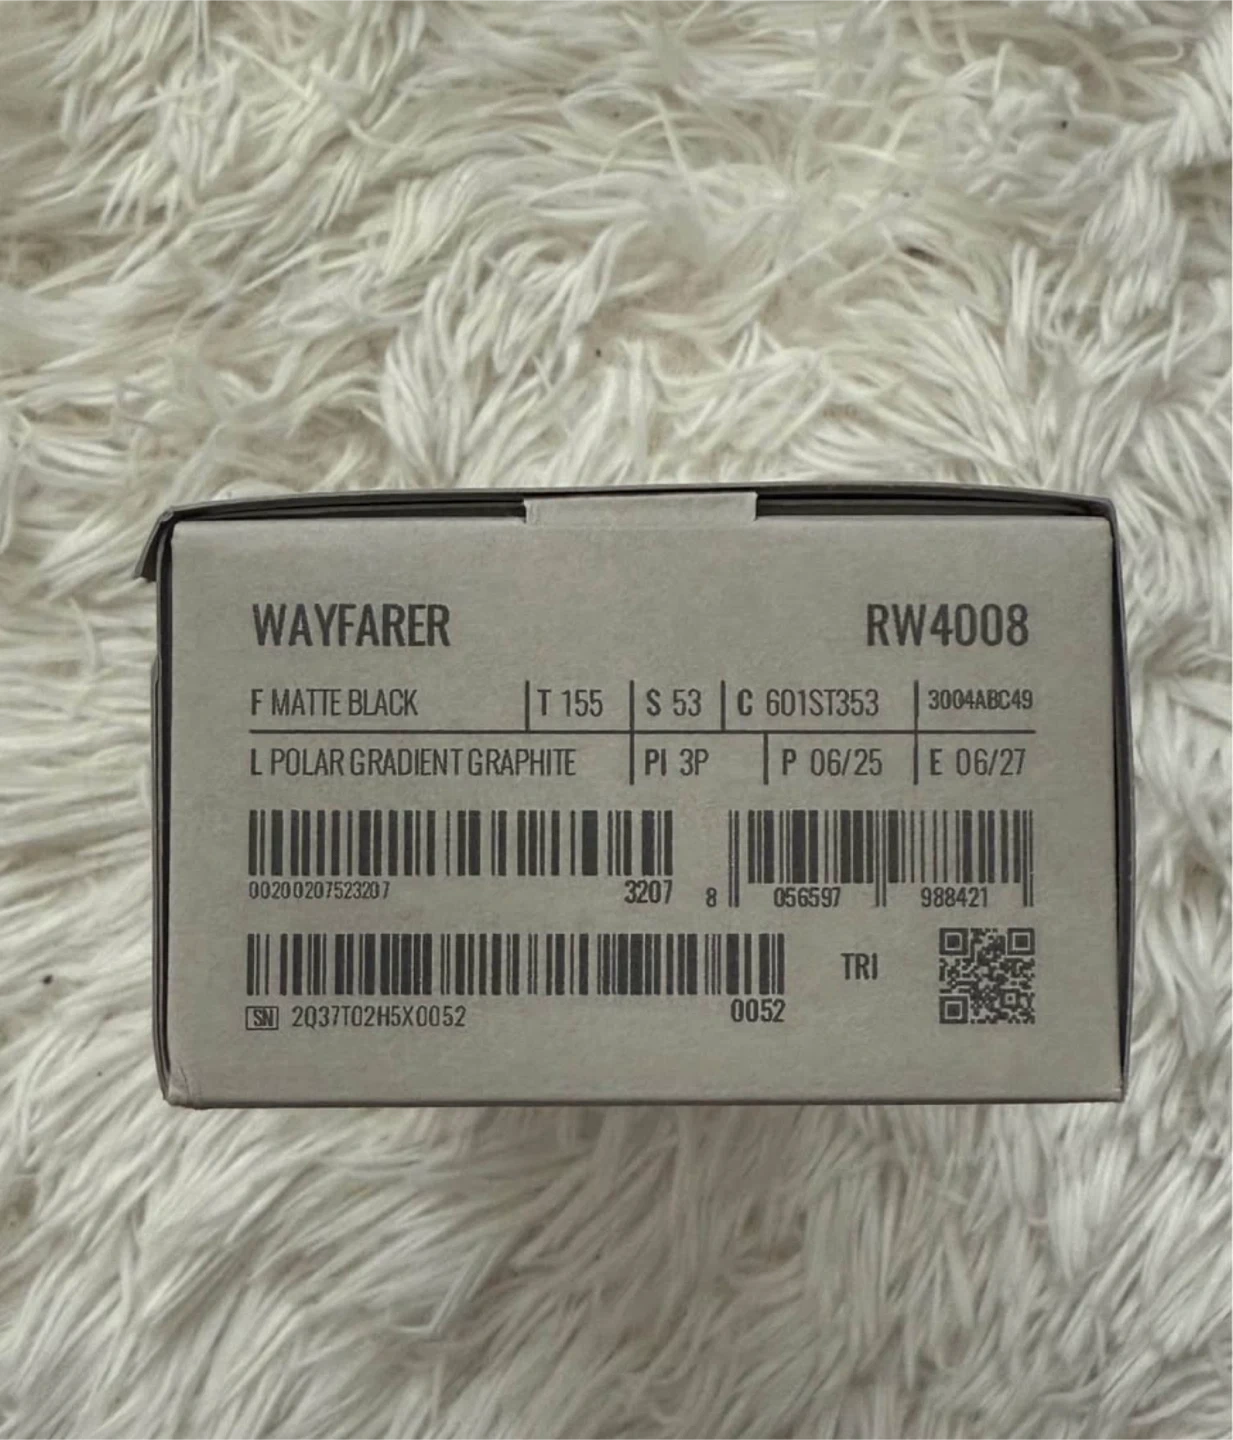 WAYFARER RW4008
F MATTE BLACK T 155 S 53 C 601ST353 3004ABC49
L POLAR GRADIENT GRAPHITE PI 3P P 06/25 E 06/27
00200207523207 3207 8 056597 988421
TRI
SN 2Q37T02H5X0052 0052